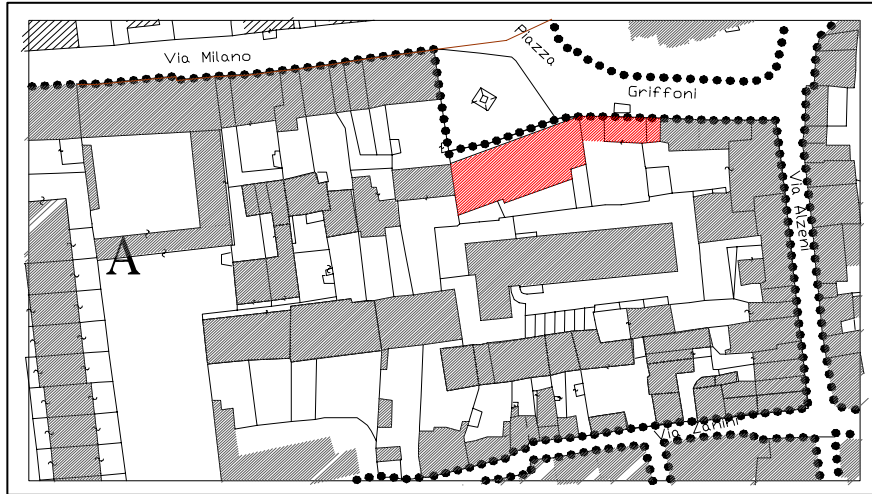 Via Milano
Piazza
Griffoni
Via Alzeni
A
Via Zanini